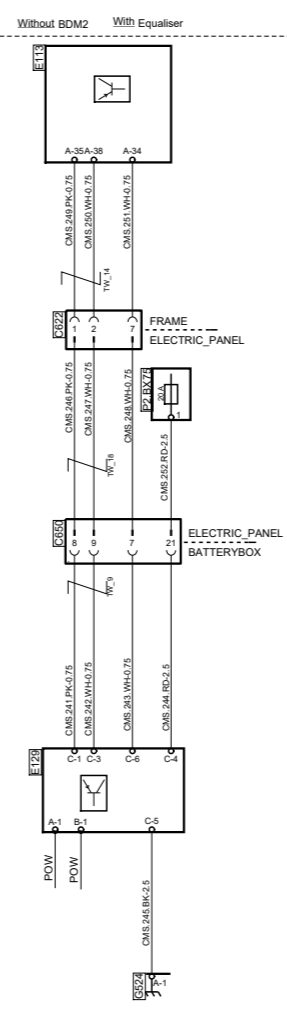 Without BDM2 With Equaliser
E113
A-35 A-38 A-34
CMS.249.PK-0.75
CMS.250.WH-0.75
CMS.251.WH-0.75
TW_14
C622
1 2 7
FRAME
ELECTRIC_PANEL
CMS.246.PK-0.75
CMS.247.WH-0.75
CMS.248.WH-0.75
P2.BX75
20 A
1
CMS.252.RD-2.5
TW_18
C650
8 9 7 21
ELECTRIC_PANEL
BATTERYBOX
TW_9
CMS.241.PK-0.75
CMS.242.WH-0.75
CMS.243.WH-0.75
CMS.244.RD-2.5
E129
C-1 C-3 C-6 C-4
A-1 B-1 C-5
POW
POW
CMS.245.BK-2.5
G524
A-1